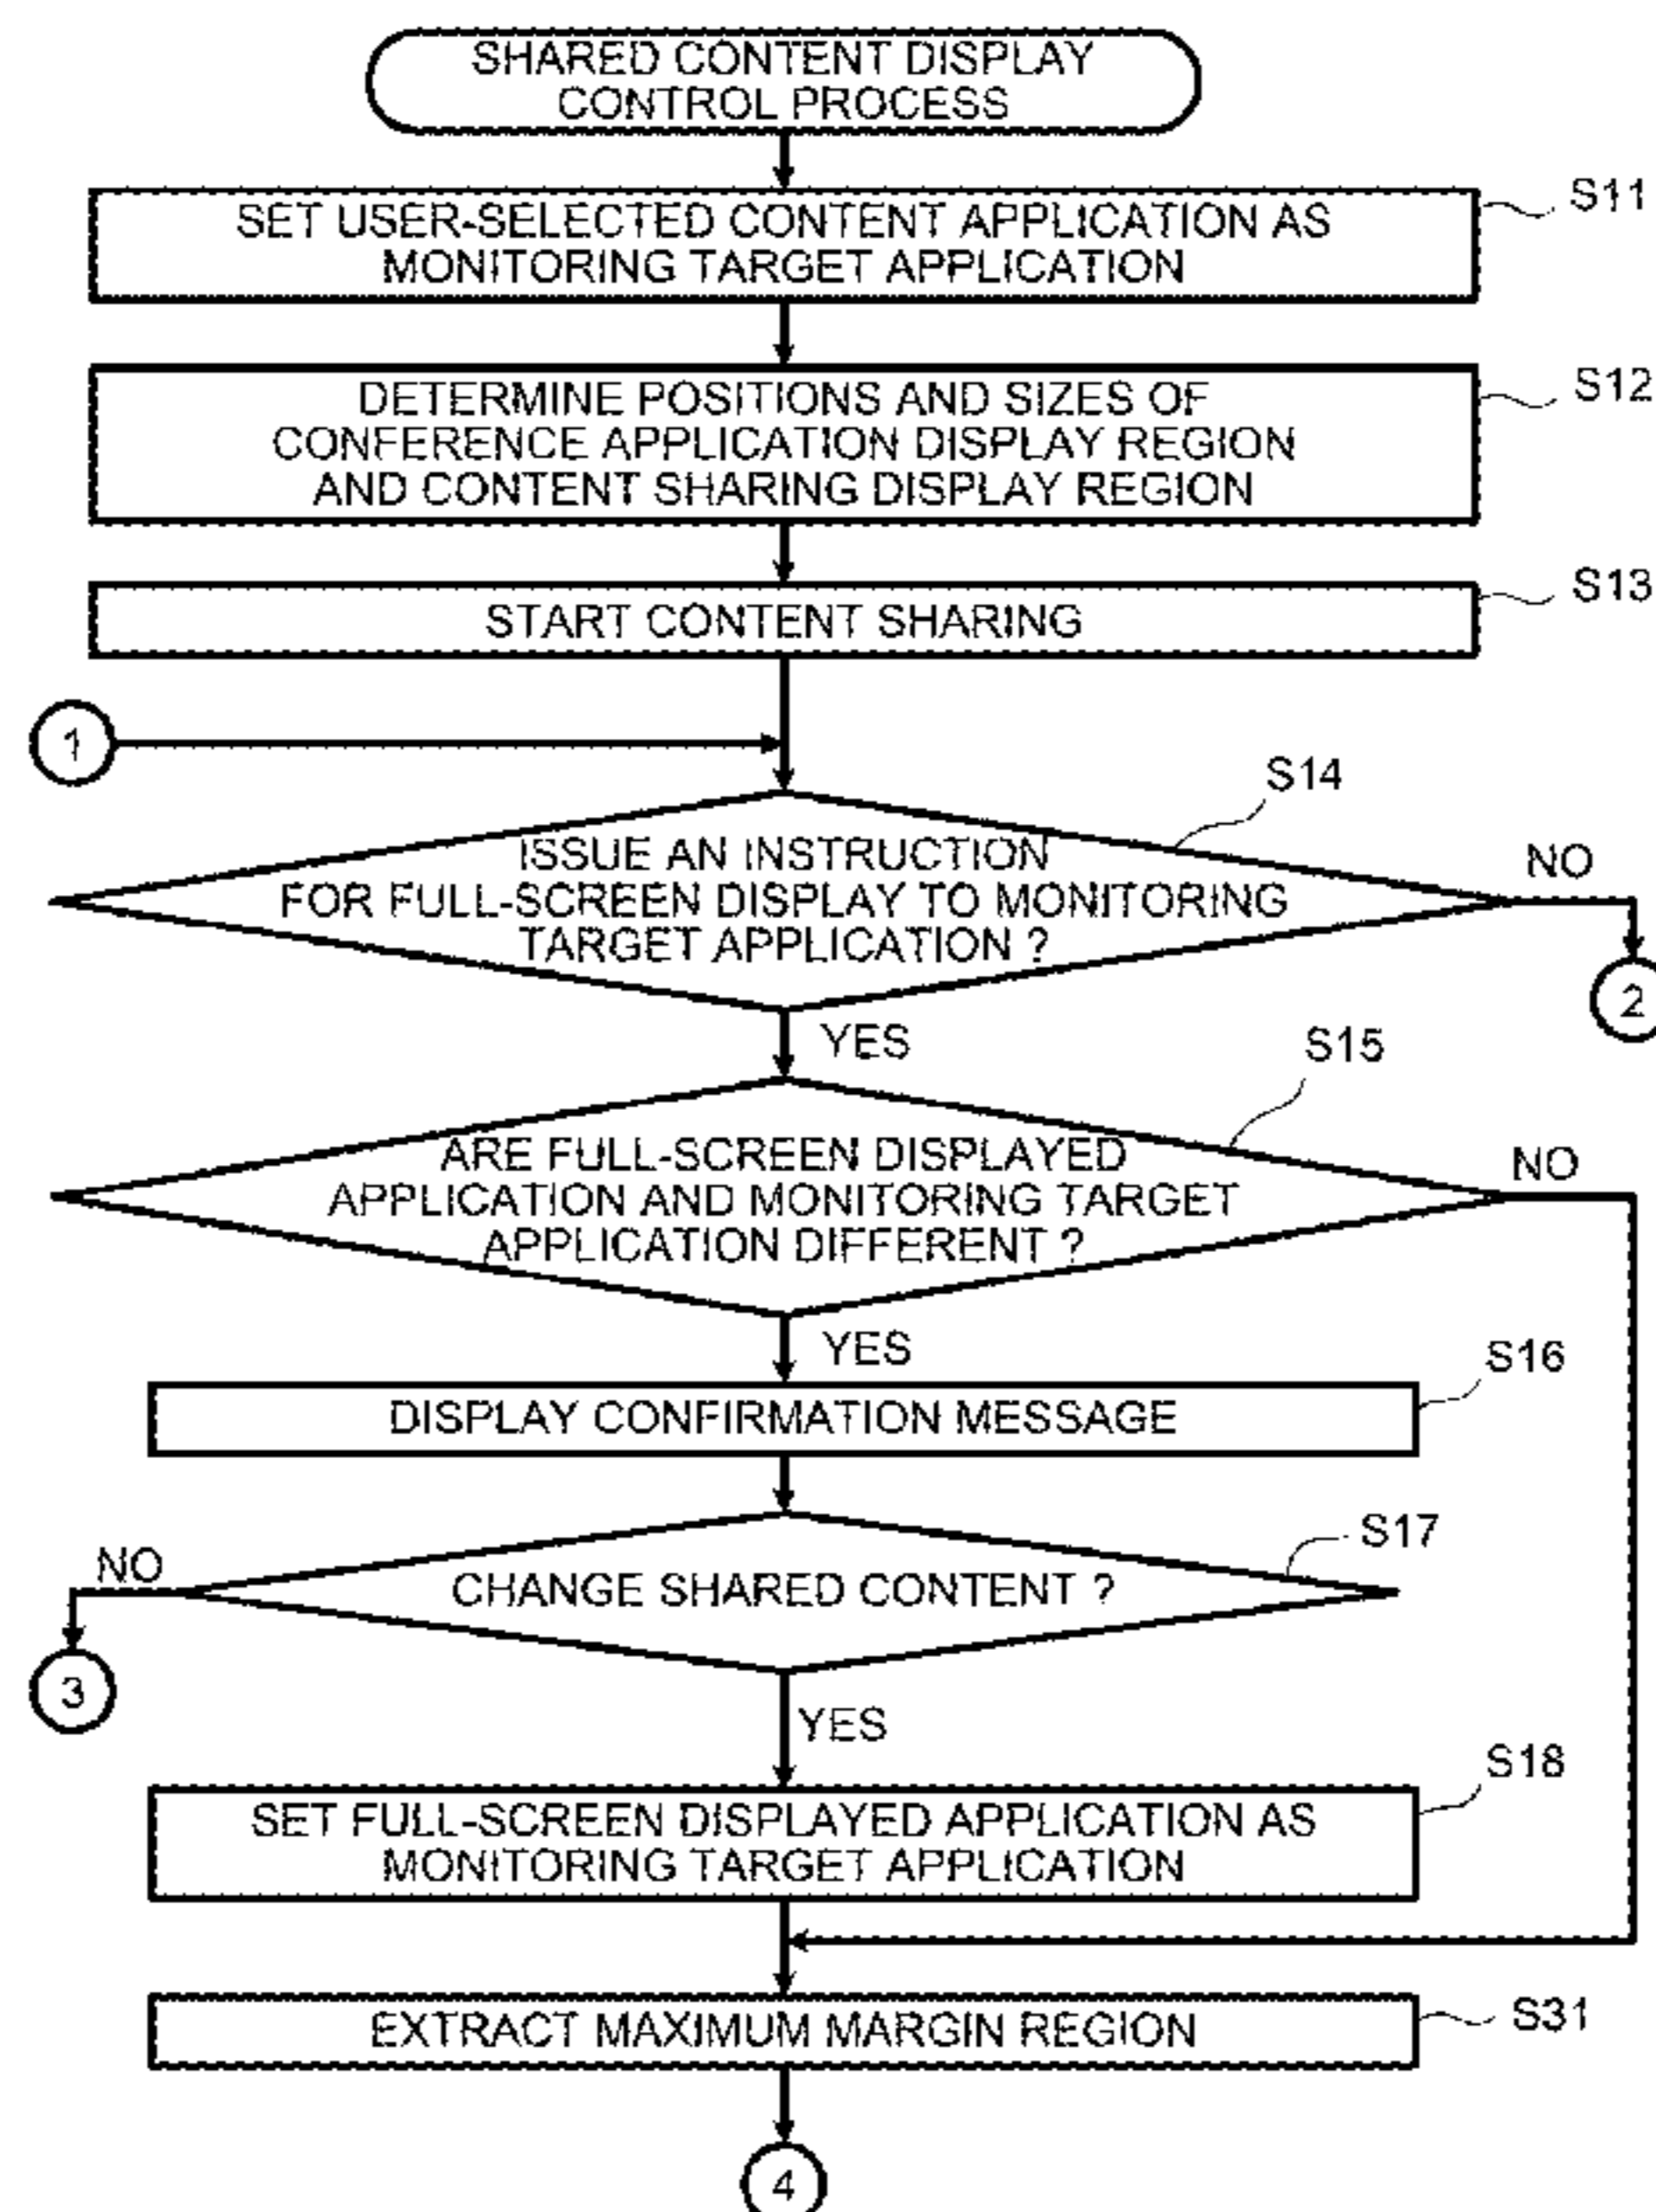 SHARED CONTENT DISPLAY
CONTROL PROCESS
S11
SET USER-SELECTED CONTENT APPLICATION AS
MONITORING TARGET APPLICATION
S12
DETERMINE POSITIONS AND SIZES OF
CONFERENCE APPLICATION DISPLAY REGION
AND CONTENT SHARING DISPLAY REGION
S13
START CONTENT SHARING
1
S14
ISSUE AN INSTRUCTION
FOR FULL-SCREEN DISPLAY TO MONITORING
TARGET APPLICATION ?
NO
2
YES
S15
ARE FULL-SCREEN DISPLAYED
APPLICATION AND MONITORING TARGET
APPLICATION DIFFERENT ?
NO
YES
S16
DISPLAY CONFIRMATION MESSAGE
S17
CHANGE SHARED CONTENT ?
NO
3
YES
S18
SET FULL-SCREEN DISPLAYED APPLICATION AS
MONITORING TARGET APPLICATION
S31
EXTRACT MAXIMUM MARGIN REGION
4